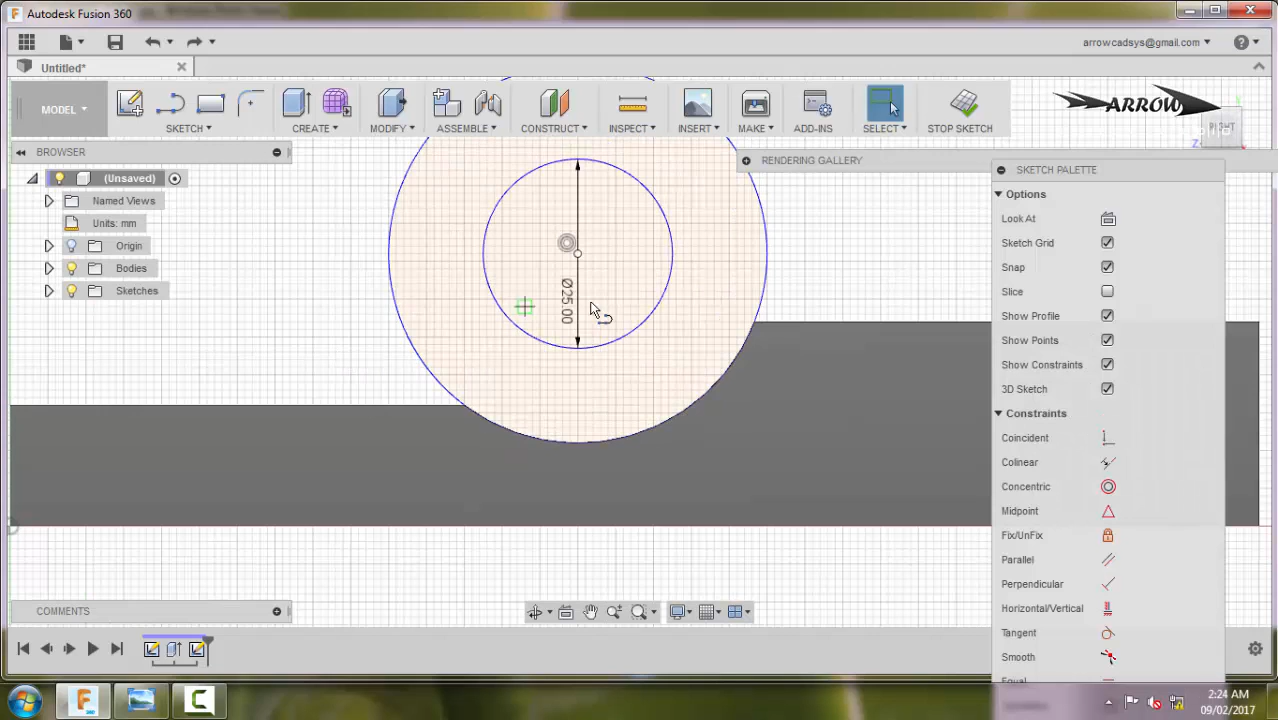 Autodesk Fusion 360
arrowcadsys@gmail.com
Untitled*
MODEL
SKETCH
CREATE
MODIFY
ASSEMBLE
CONSTRUCT
INSPECT
INSERT
MAKE
ADD-INS
SELECT
STOP SKETCH
ARROW
BROWSER
RENDERING GALLERY
(Unsaved)
Named Views
Units: mm
Origin
Bodies
Sketches
Ø25.00
SKETCH PALETTE
Options
Look At
Sketch Grid
Snap
Slice
Show Profile
Show Points
Show Constraints
3D Sketch
Constraints
Coincident
Colinear
Concentric
Midpoint
Fix/UnFix
Parallel
Perpendicular
Horizontal/Vertical
Tangent
Smooth
Equal
COMMENTS
2:24 AM
09/02/2017